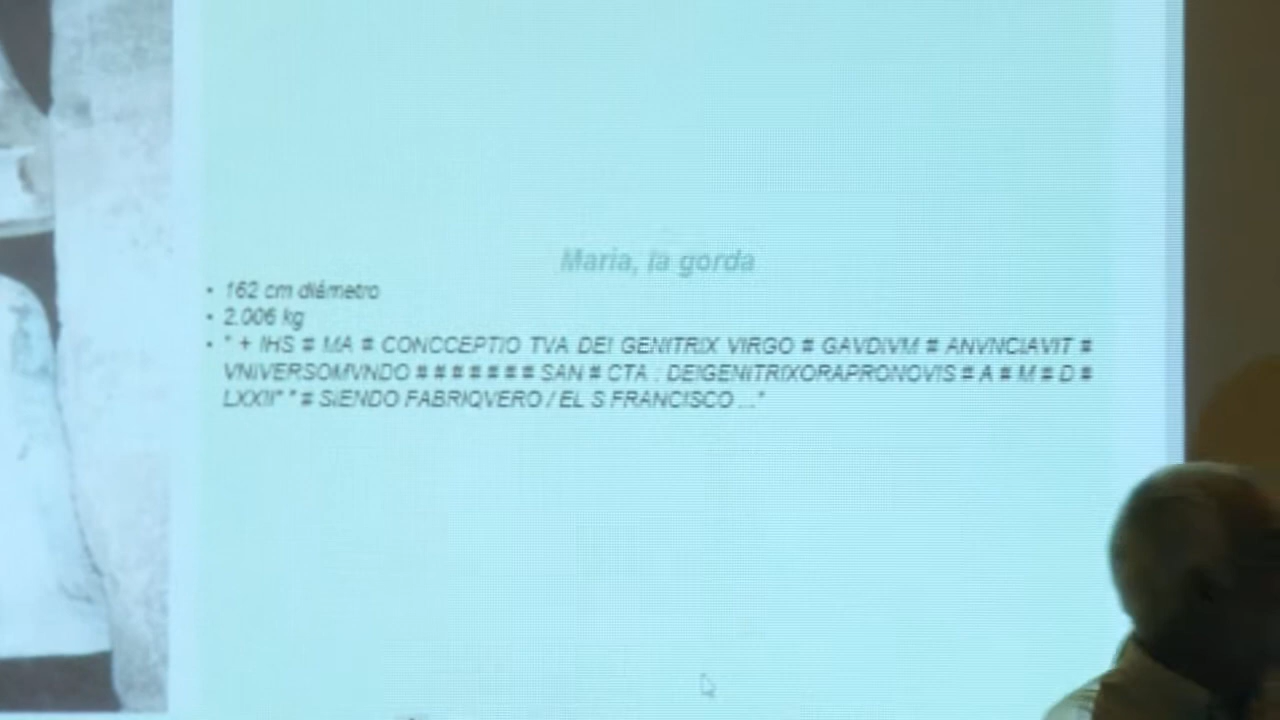 Maria, la gorda
• 162 cm diámetro
• 2.006 kg
• " + IHS # MA # CONCCEPTIO TVA DEI GENITRIX VIRGO # GAVDIVM # ANVNCIAVIT #
VNIVERSOMVNDO # # # # # # # SAN # CTA : DEIGENITRIXORAPRONOVIS # A # M # D #
LXXII" " # SIENDO FABRIQVERO / EL S FRANCISCO ..."